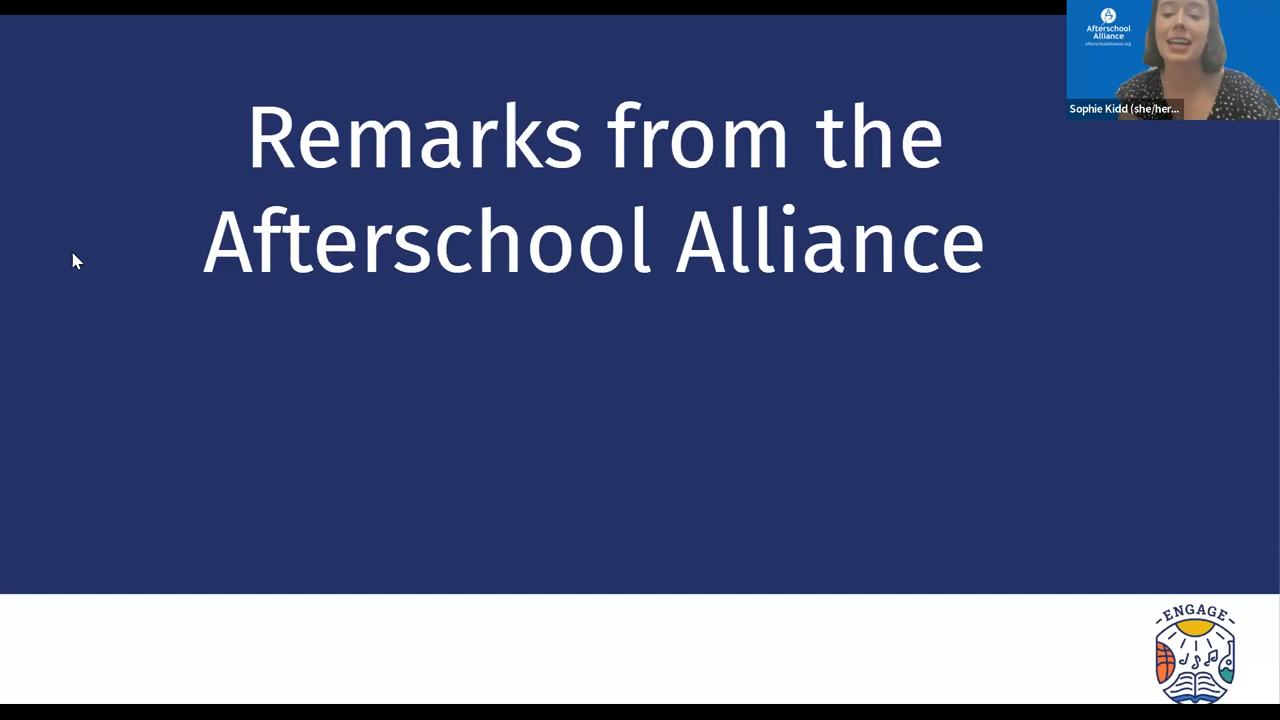 Remarks from the
Afterschool Alliance
Afterschool
Alliance
afterschoolalliance.org
Sophie Kidd (she/her...
ENGAGE